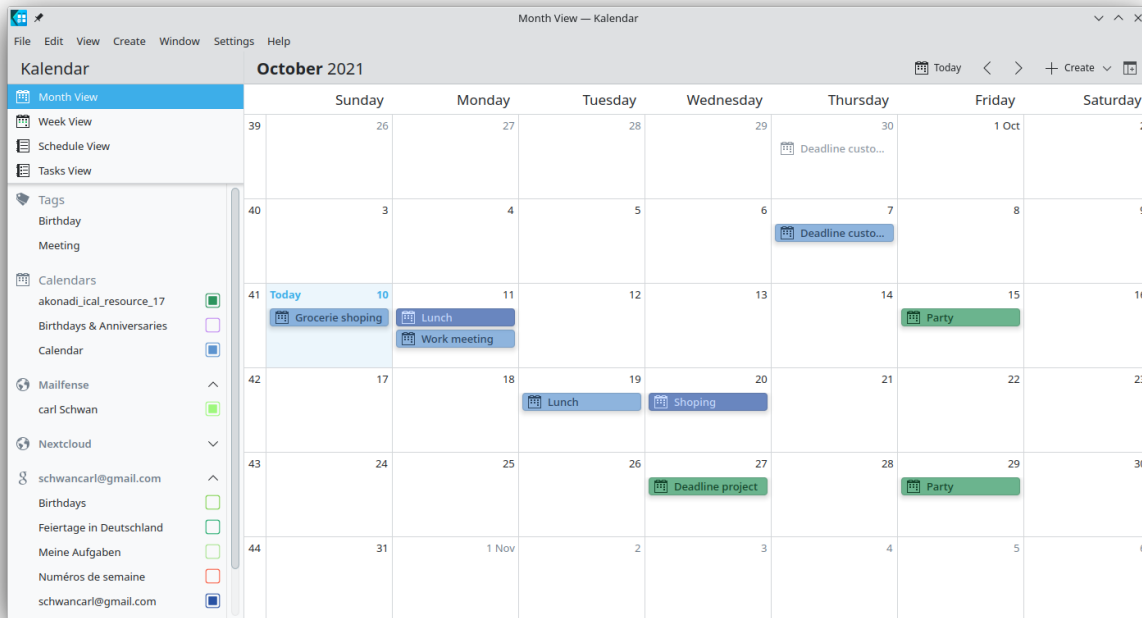 Month View — Kalendar
File Edit View Create Window Settings Help
Kalendar
October 2021
Today
Create
Month View
Week View
Schedule View
Tasks View
Tags
Birthday
Meeting
Calendars
akonadi_ical_resource_17
Birthdays & Anniversaries
Calendar
Mailfense
carl Schwan
Nextcloud
schwancarl@gmail.com
Birthdays
Feiertage in Deutschland
Meine Aufgaben
Numéros de semaine
schwancarl@gmail.com
Sunday Monday Tuesday Wednesday Thursday Friday Saturday
39 26 27 28 29 30 1 Oct
Deadline custo...
40 3 4 5 6 7 8
Deadline custo...
41 Today 10 11 12 13 14 15
Grocerie shoping Lunch Party
Work meeting
42 17 18 19 20 21 22
Lunch Shoping
43 24 25 26 27 28 29
Deadline project Party
44 31 1 Nov 2 3 4 5